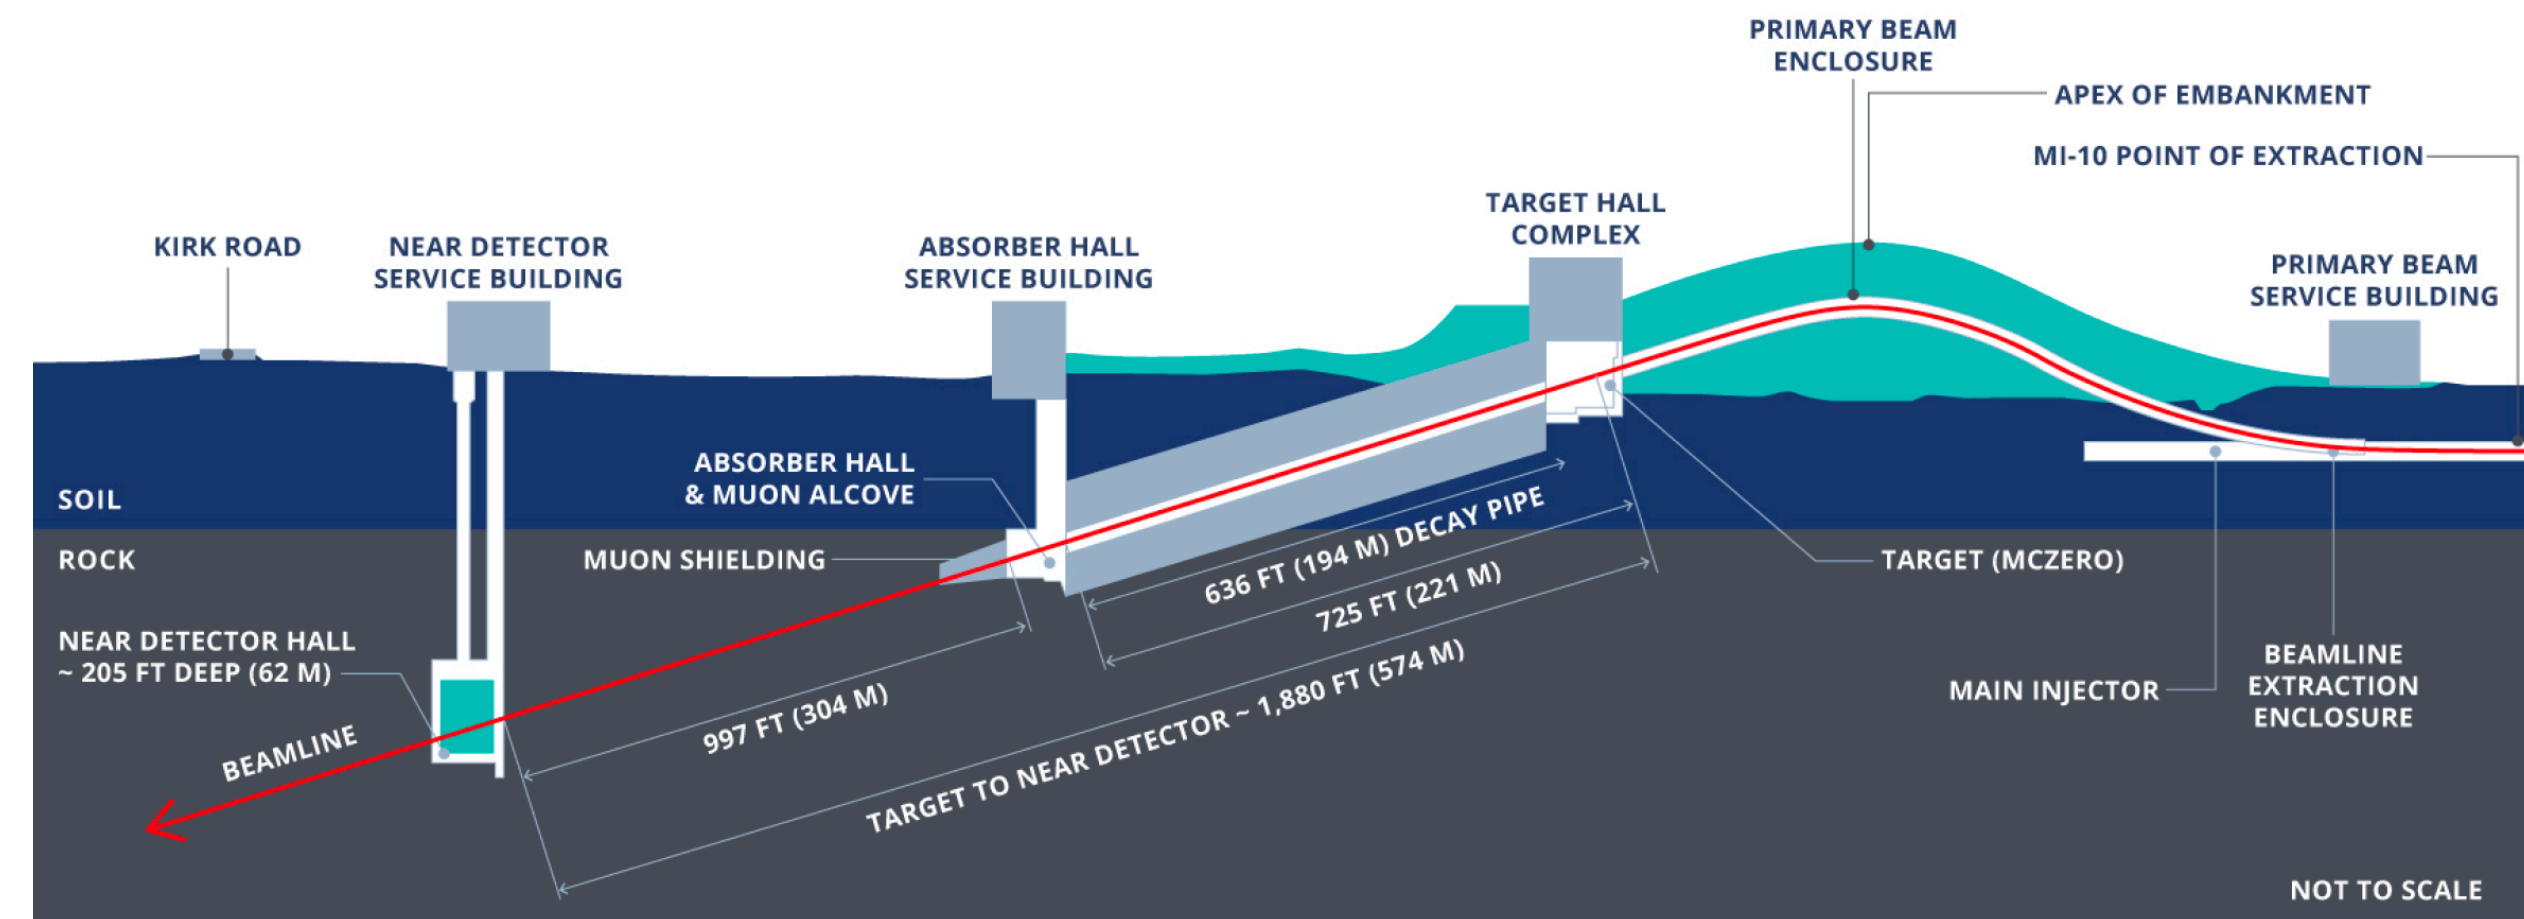 PRIMARY BEAM
ENCLOSURE
APEX OF EMBANKMENT
MI-10 POINT OF EXTRACTION
TARGET HALL
COMPLEX
KIRK ROAD
NEAR DETECTOR
SERVICE BUILDING
ABSORBER HALL
SERVICE BUILDING
PRIMARY BEAM
SERVICE BUILDING
ABSORBER HALL
& MUON ALCOVE
SOIL
ROCK
MUON SHIELDING
636 FT (194 M) DECAY PIPE
725 FT (221 M)
TARGET (MCZERO)
NEAR DETECTOR HALL
~ 205 FT DEEP (62 M)
997 FT (304 M)
TARGET TO NEAR DETECTOR ~ 1,880 FT (574 M)
MAIN INJECTOR
BEAMLINE
EXTRACTION
ENCLOSURE
BEAMLINE
NOT TO SCALE